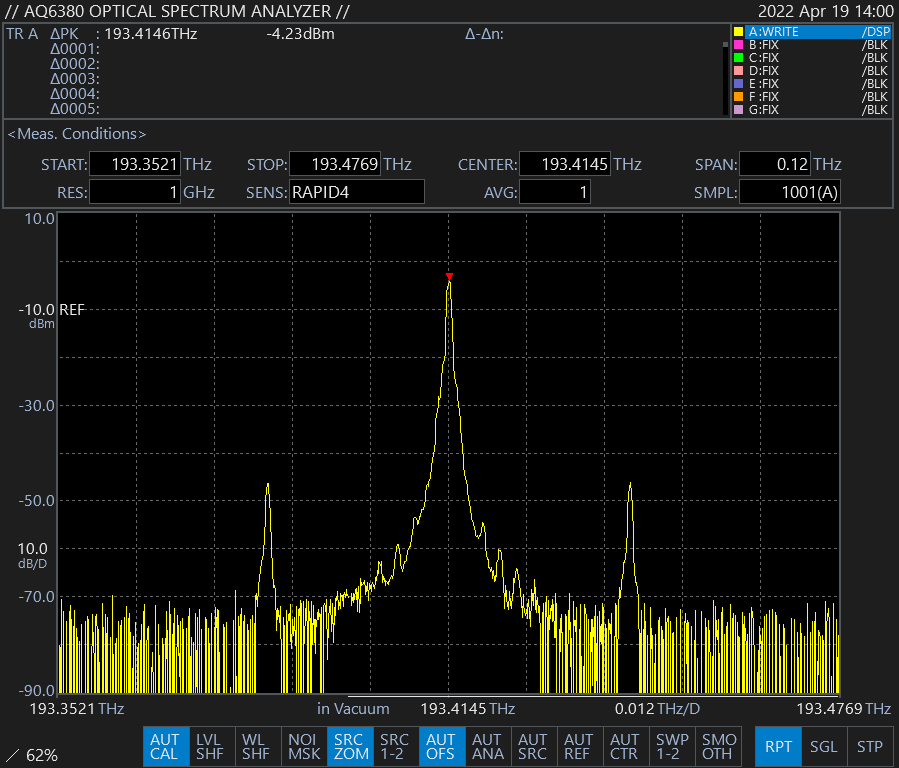 // AQ6380 OPTICAL SPECTRUM ANALYZER // 2022 Apr 19 14:00
TR A ΔPK : 193.4146THz -4.23dBm Δ-Δn:
Δ0001:
Δ0002:
Δ0003:
Δ0004:
Δ0005:
A:WRITE /DSP
B:FIX /BLK
C:FIX /BLK
D:FIX /BLK
E:FIX /BLK
F:FIX /BLK
G:FIX /BLK
<Meas. Conditions>
START: 193.3521 THz STOP: 193.4769 THz CENTER: 193.4145 THz SPAN: 0.12 THz
RES: 1 GHz SENS: RAPID4 AVG: 1 SMPL: 1001(A)
10.0
-10.0 REF
dBm
-30.0
-50.0
10.0
dB/D
-70.0
-90.0
193.3521 THz in Vacuum 193.4145 THz 0.012 THz/D 193.4769 THz
62%
AUT CAL
LVL SHF
WL SHF
NOI MSK
SRC ZOM
SRC 1-2
AUT OFS
AUT ANA
AUT SRC
AUT REF
AUT CTR
SWP 1-2
SMO OTH
RPT
SGL
STP